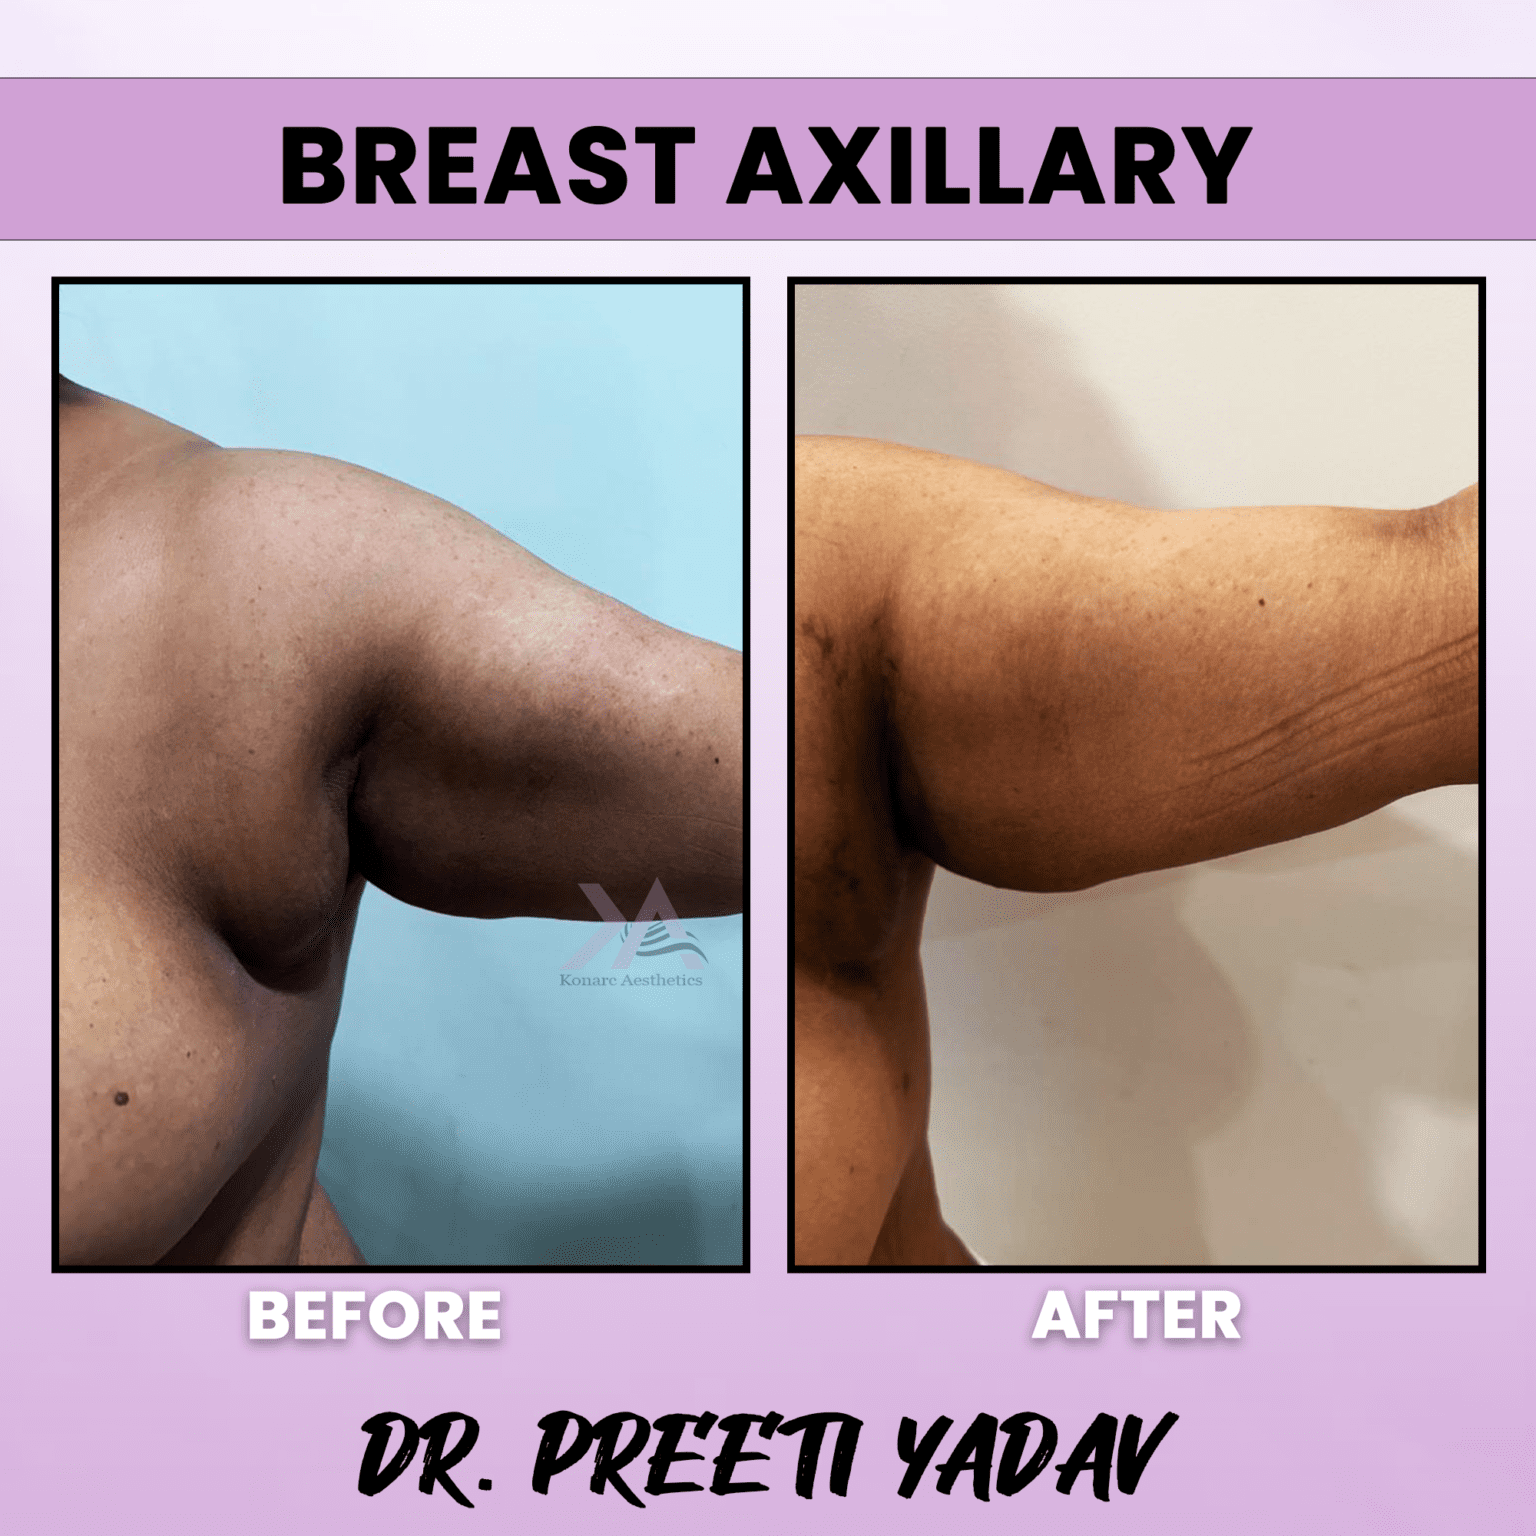 BREAST AXILLARY
Konarc Aesthetics
BEFORE
AFTER
DR. PREETI YADAV